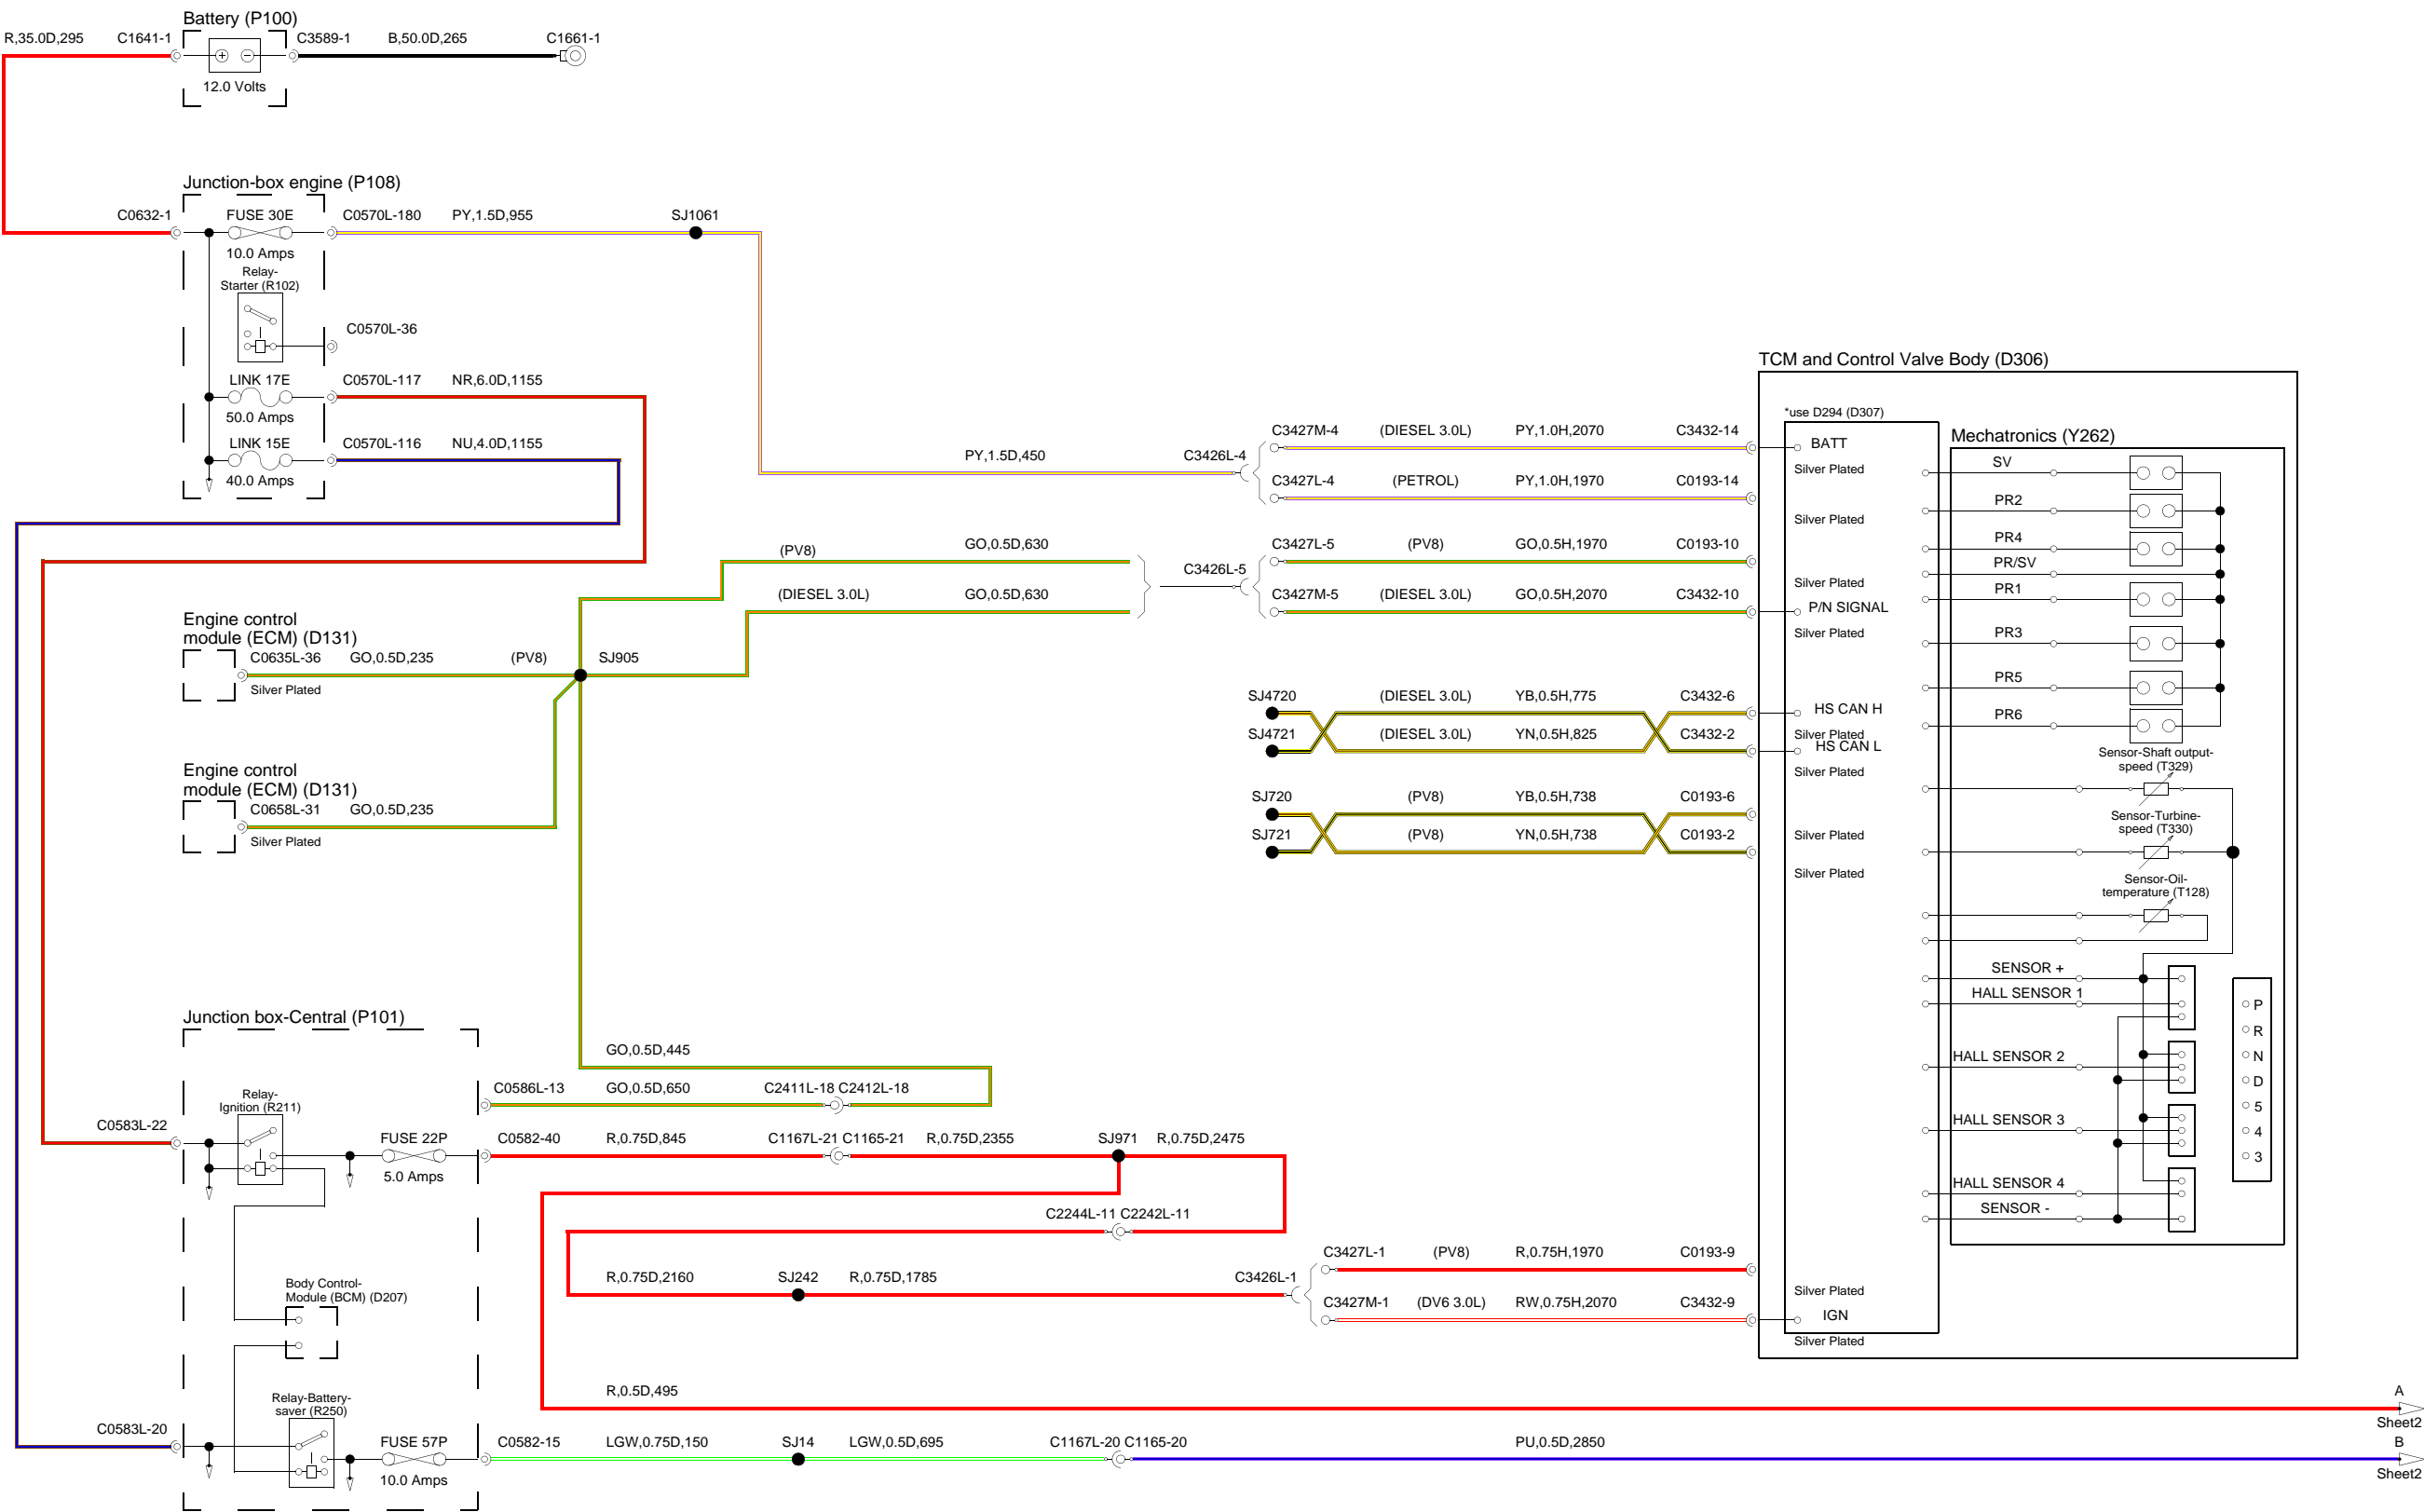 Battery (P100)
R,35.0D,295
C1641-1
C3589-1
B,50.0D,265
C1661-1
12.0 Volts
Junction-box engine (P108)
C0632-1
FUSE 30E
C0570L-180
PY,1.5D,955
SJ1061
10.0 Amps
Relay-
Starter (R102)
C0570L-36
LINK 17E
C0570L-117
NR,6.0D,1155
50.0 Amps
LINK 15E
C0570L-116
NU,4.0D,1155
40.0 Amps
TCM and Control Valve Body (D306)
*use D294 (D307)
Mechatronics (Y262)
PY,1.5D,450
C3426L-4
C3427M-4
(DIESEL 3.0L)
PY,1.0H,2070
C3432-14
BATT
Silver Plated
C3427L-4
(PETROL)
PY,1.0H,1970
C0193-14
Silver Plated
SV
PR2
PR4
PR/SV
PR1
PR3
PR5
PR6
(PV8)
GO,0.5D,630
C3426L-5
C3427L-5
(PV8)
GO,0.5H,1970
C0193-10
Silver Plated
(DIESEL 3.0L)
GO,0.5D,630
C3427M-5
(DIESEL 3.0L)
GO,0.5H,2070
C3432-10
P/N SIGNAL
Silver Plated
Engine control
module (ECM) (D131)
C0635L-36
GO,0.5D,235
(PV8)
SJ905
Silver Plated
SJ4720
(DIESEL 3.0L)
YB,0.5H,775
C3432-6
HS CAN H
Silver Plated
SJ4721
(DIESEL 3.0L)
YN,0.5H,825
C3432-2
HS CAN L
Silver Plated
Engine control
module (ECM) (D131)
C0658L-31
GO,0.5D,235
Silver Plated
SJ720
(PV8)
YB,0.5H,738
C0193-6
Silver Plated
SJ721
(PV8)
YN,0.5H,738
C0193-2
Silver Plated
Sensor-Shaft output-
speed (T329)
Sensor-Turbine-
speed (T330)
Sensor-Oil-
temperature (T128)
SENSOR +
HALL SENSOR 1
HALL SENSOR 2
HALL SENSOR 3
HALL SENSOR 4
SENSOR -
P
R
N
D
5
4
3
Junction box-Central (P101)
GO,0.5D,445
C0586L-13
GO,0.5D,650
C2411L-18 C2412L-18
Relay-
Ignition (R211)
C0583L-22
FUSE 22P
C0582-40
R,0.75D,845
C1167L-21 C1165-21
R,0.75D,2355
SJ971
R,0.75D,2475
5.0 Amps
C2244L-11 C2242L-11
R,0.75D,2160
SJ242
R,0.75D,1785
C3426L-1
C3427L-1
(PV8)
R,0.75H,1970
C0193-9
Silver Plated
C3427M-1
(DV6 3.0L)
RW,0.75H,2070
C3432-9
IGN
Silver Plated
Body Control-
Module (BCM) (D207)
R,0.5D,495
A
Sheet2
Relay-Battery-
saver (R250)
C0583L-20
FUSE 57P
C0582-15
LGW,0.75D,150
SJ14
LGW,0.5D,695
C1167L-20 C1165-20
PU,0.5D,2850
B
Sheet2
10.0 Amps